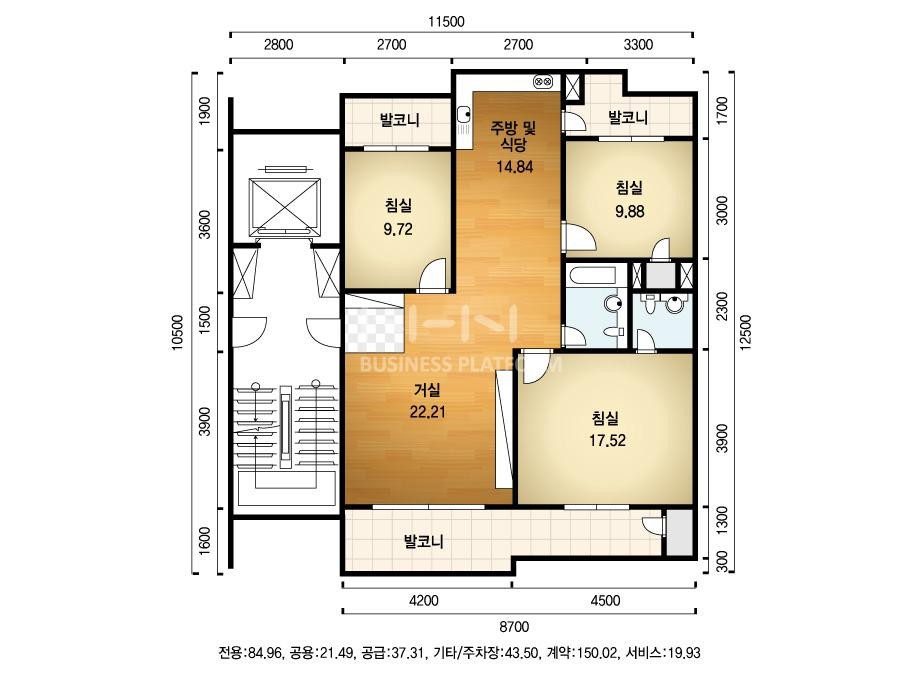 11500
2800 2700 2700 3300
1900 3600 1500 3900 1600
10500
1700 3000 2300 3900 1300 300
12500
발코니
주방 및
식당
14.84
발코니
침실
9.72
침실
9.88
HN
BUSINESS PLATFORM
거실
22.21
침실
17.52
발코니
4200 4500
8700
전용:84.96, 공용:21.49, 공급:37.31, 기타/주차장:43.50, 계약:150.02, 서비스:19.93